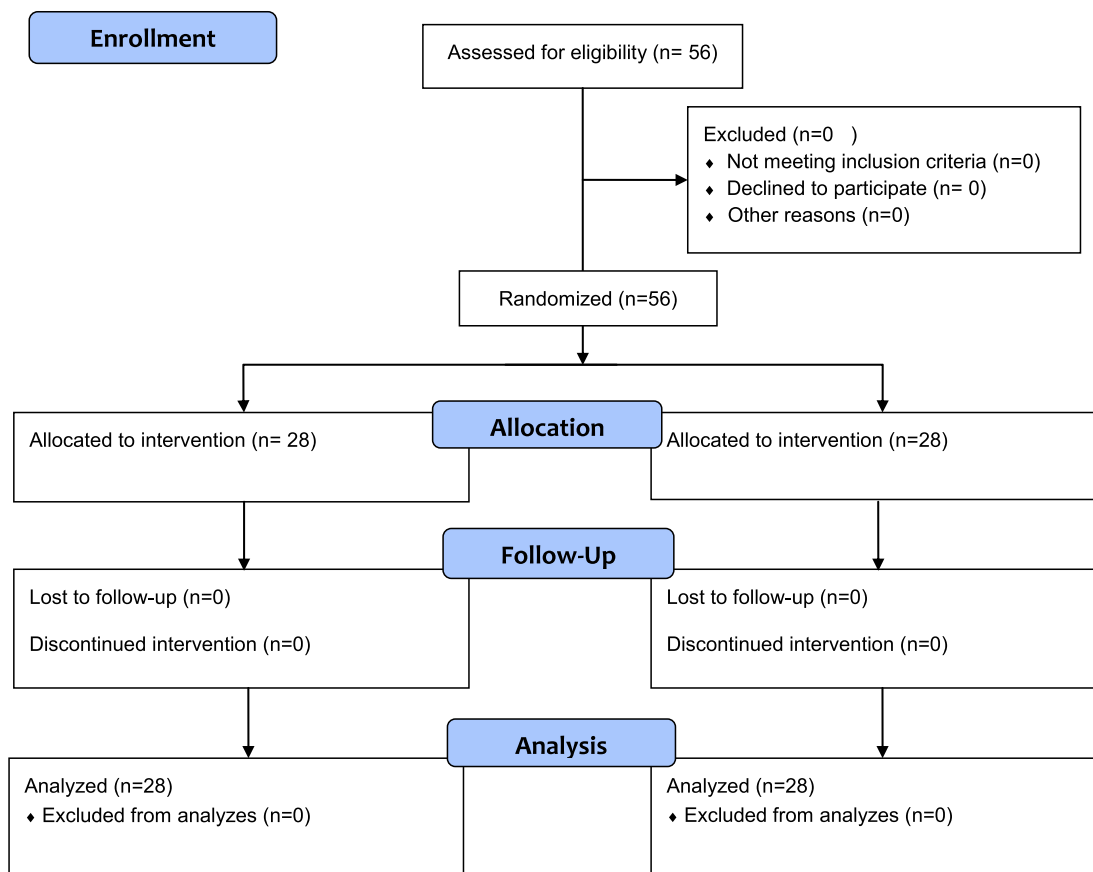 Enrollment
Assessed for eligibility (n= 56)
Excluded (n=0 )
♦ Not meeting inclusion criteria (n=0)
♦ Declined to participate (n= 0)
♦ Other reasons (n=0)
Randomized (n=56)
Allocation
Allocated to intervention (n= 28)
Allocated to intervention (n=28)
Follow-Up
Lost to follow-up (n=0)
Discontinued intervention (n=0)
Lost to follow-up (n=0)
Discontinued intervention (n=0)
Analysis
Analyzed (n=28)
♦ Excluded from analyzes (n=0)
Analyzed (n=28)
♦ Excluded from analyzes (n=0)